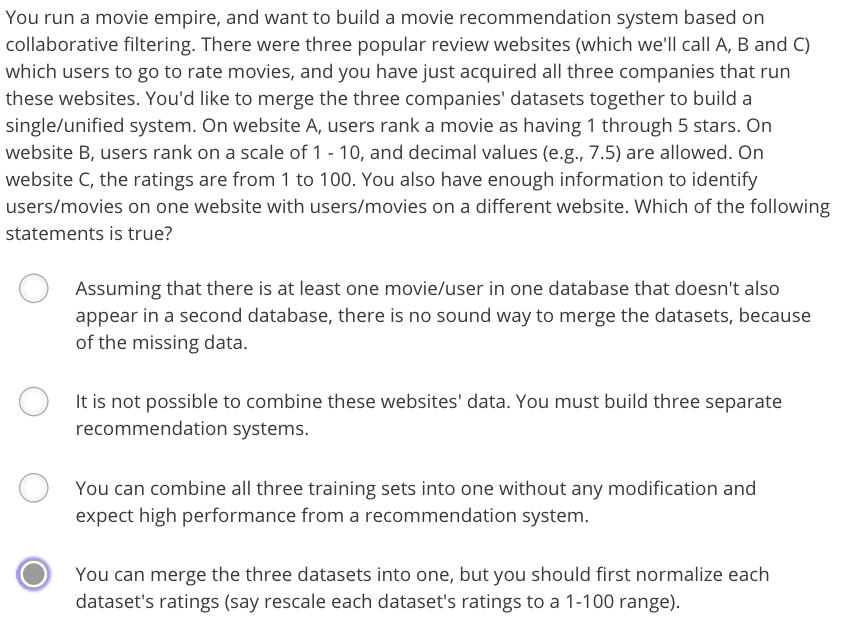 You run a movie empire, and want to build a movie recommendation system based on
collaborative filtering. There were three popular review websites (which we'll call A, B and C)
which users to go to rate movies, and you have just acquired all three companies that run
these websites. You'd like to merge the three companies' datasets together to build a
single/unified system. On website A, users rank a movie as having 1 through 5 stars. On
website B, users rank on a scale of 1 - 10, and decimal values (e.g., 7.5) are allowed. On
website C, the ratings are from 1 to 100. You also have enough information to identify
users/movies on one website with users/movies on a different website. Which of the following
statements is true?
Assuming that there is at least one movie/user in one database that doesn't also
appear in a second database, there is no sound way to merge the datasets, because
of the missing data.
It is not possible to combine these websites' data. You must build three separate
recommendation systems.
You can combine all three training sets into one without any modification and
expect high performance from a recommendation system.
You can merge the three datasets into one, but you should first normalize each
dataset's ratings (say rescale each dataset's ratings to a 1-100 range).